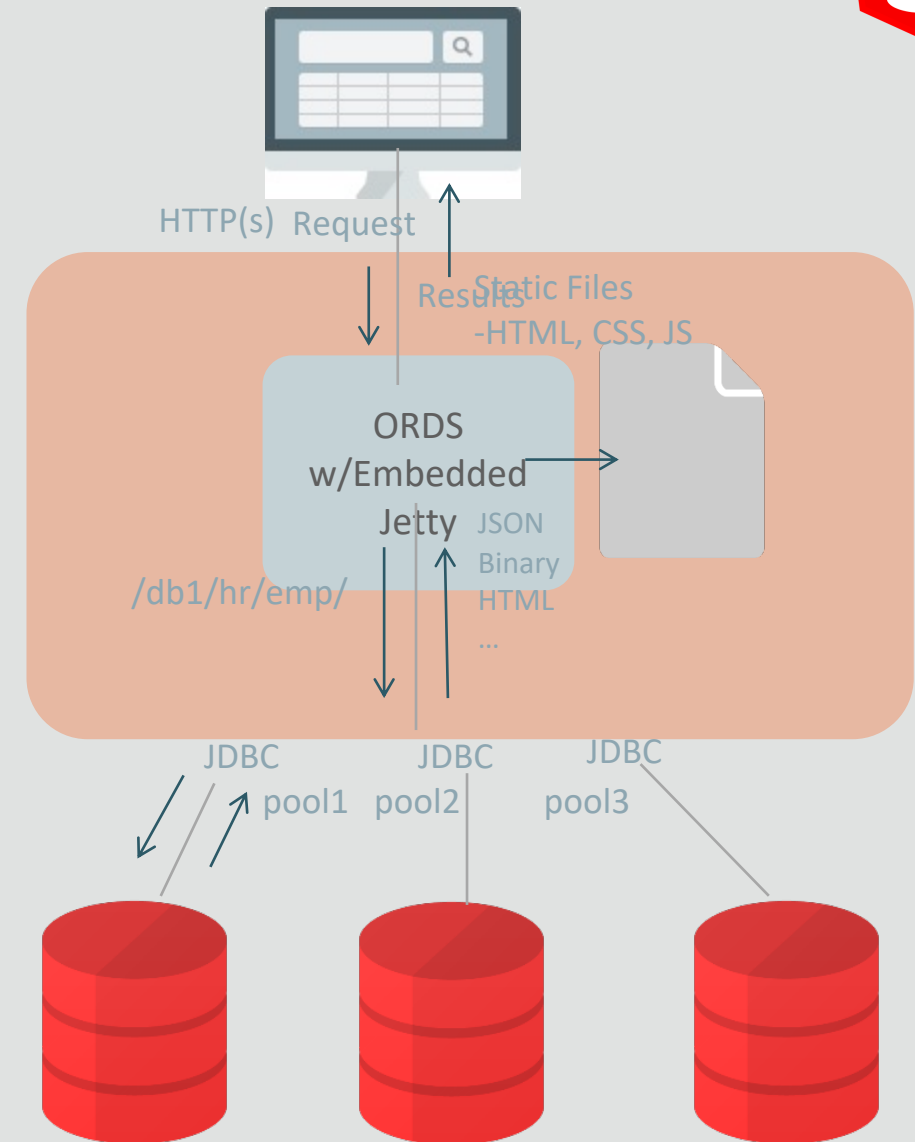 HTTP(s) Request
Results
Static Files
-HTML, CSS, JS
ORDS
w/Embedded
Jetty
JSON
Binary
HTML
...
/db1/hr/emp/
JDBC
JDBC
JDBC
pool1
pool2
pool3